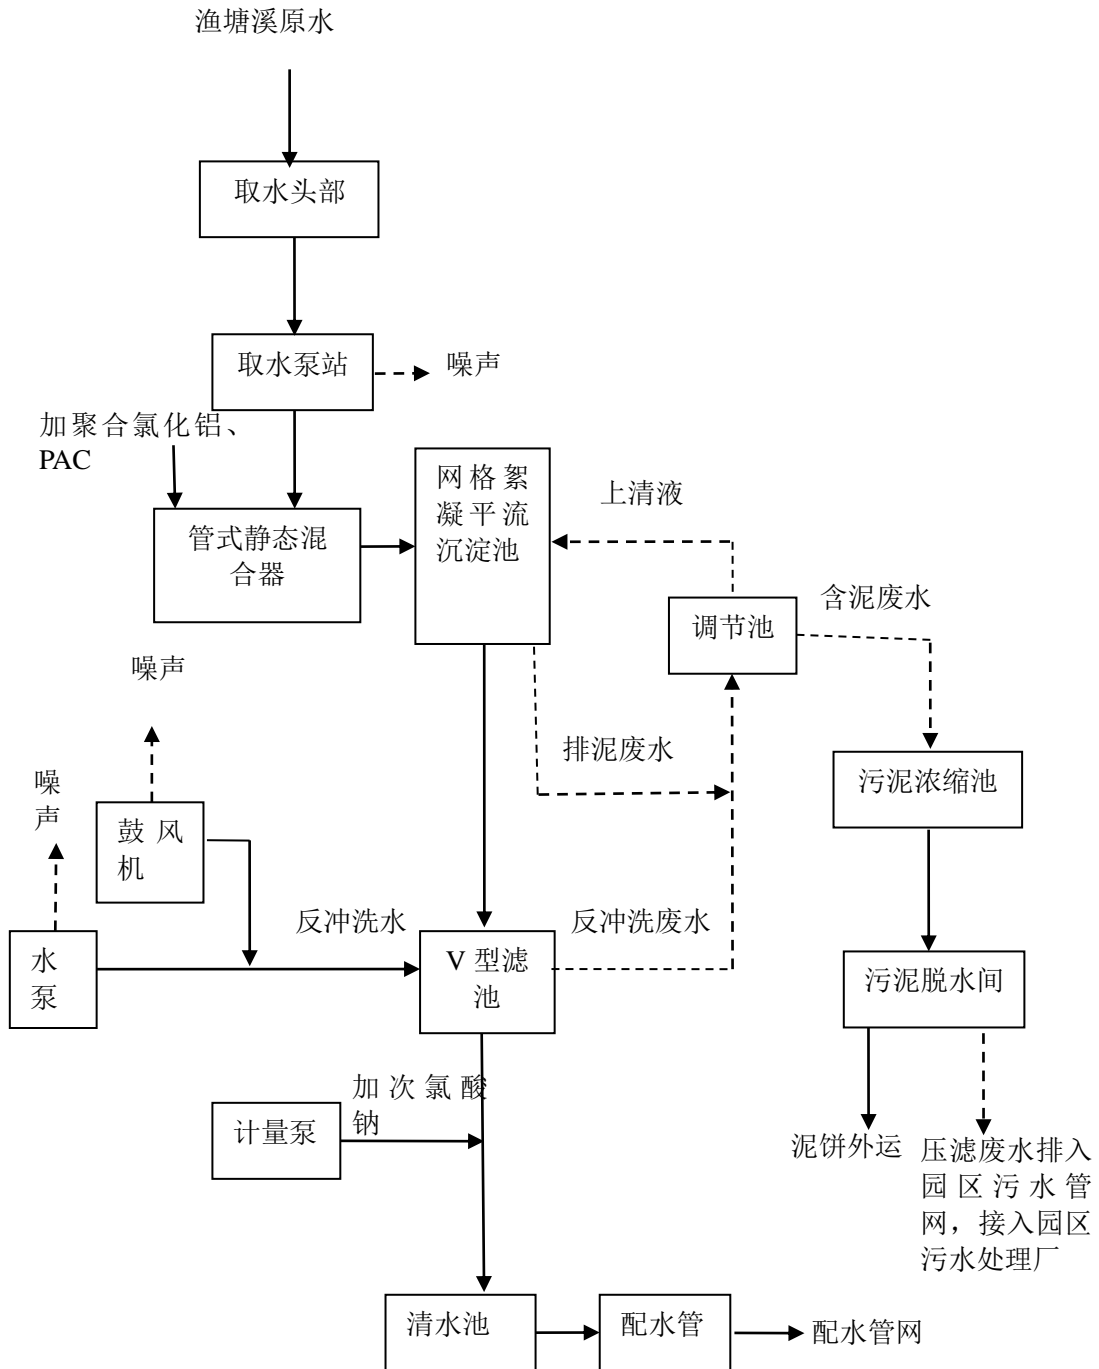 渔塘溪原水
取水头部
取水泵站
噪声
加聚合氯化铝、
PAC
管式静态混
合器
网格絮
凝平流
沉淀池
上清液
调节池
含泥废水
噪声
排泥废水
污泥浓缩池
噪
声
鼓风
机
反冲洗水
反冲洗废水
水
泵
V 型滤
池
污泥脱水间
加次氯酸
钠
计量泵
泥饼外运
压滤废水排入
园区污水管
网，接入园区
污水处理厂
清水池
配水管
配水管网